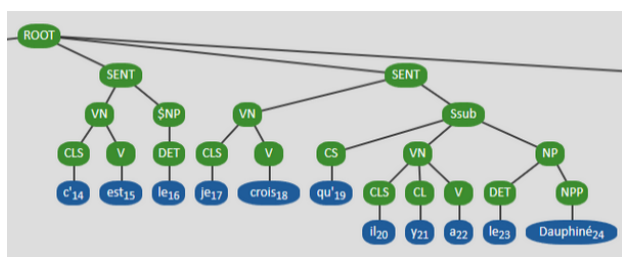 ROOT
SENT SENT
VN $NP VN Ssub
CLS V DET CLS V CS VN NP
c'14 est15 le16 je17 crois18 qu'19 CLS CL V DET NPP
il20 y21 a22 le23 Dauphiné24